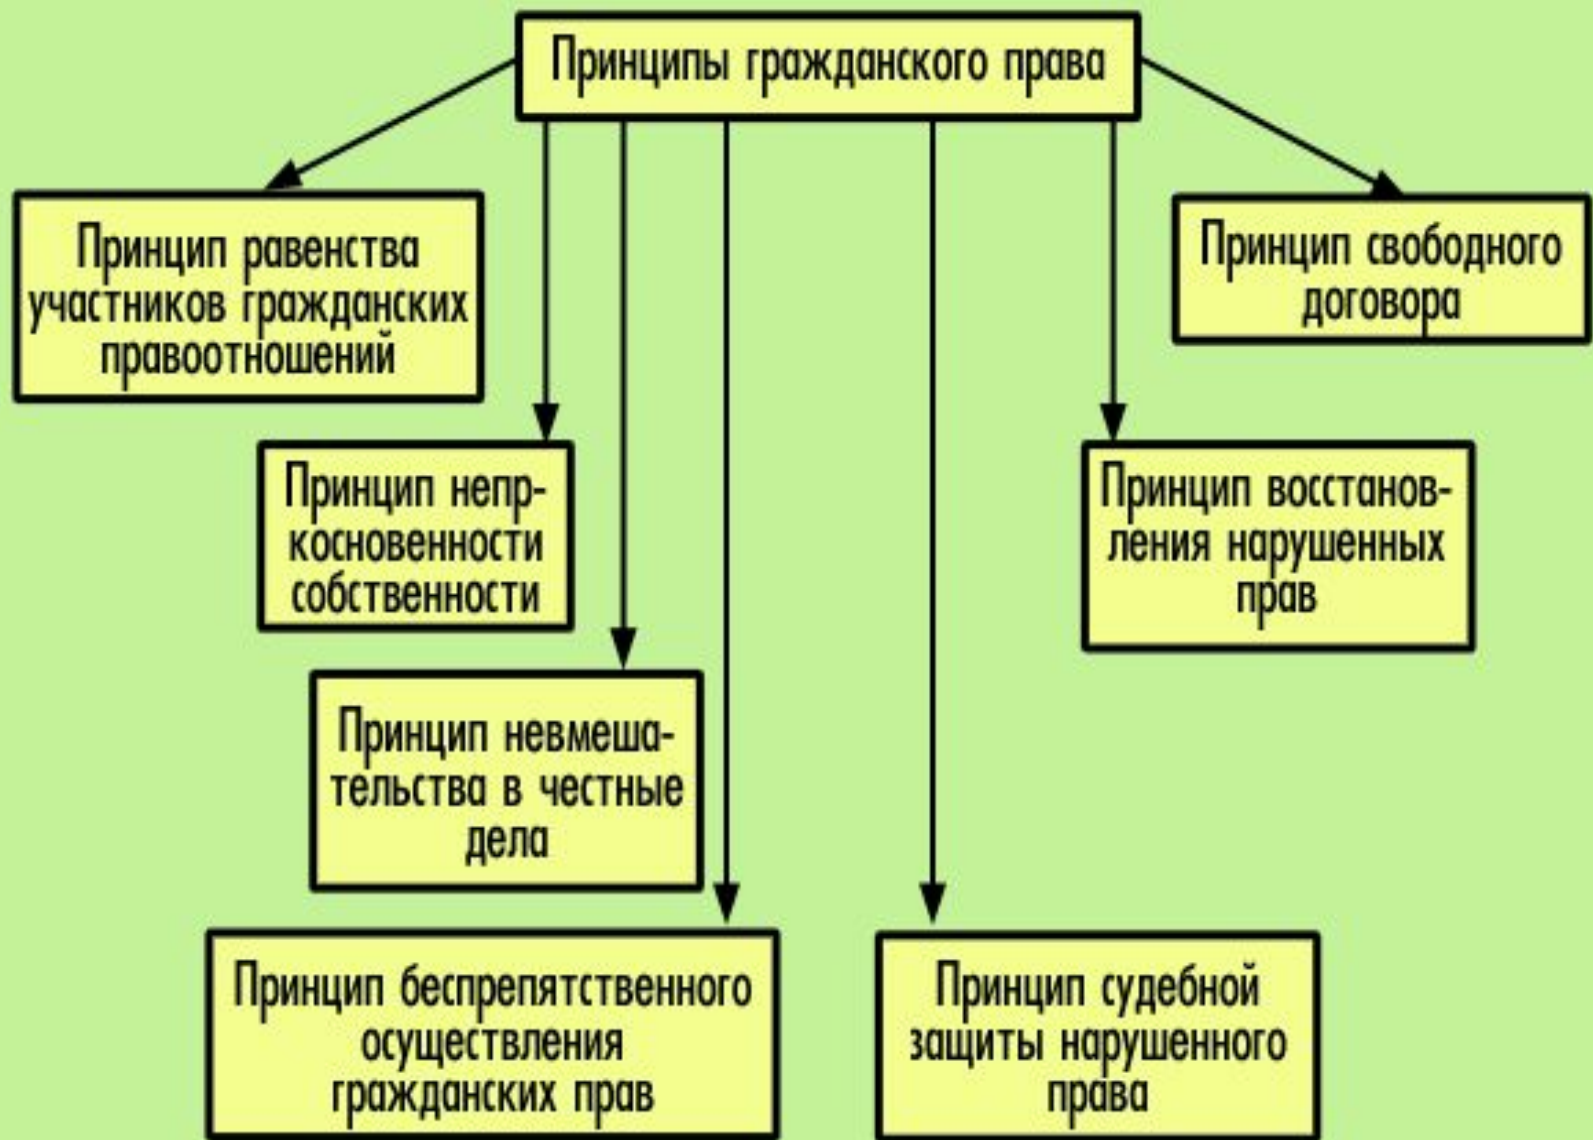 Принципы гражданского права
Принцип равенства
участников гражданских
правоотношений
Принцип свободного
договора
Принцип непр-
косновенности
собственности
Принцип восстанов-
ления нарушенных
прав
Принцип невмеша-
тельства в честные
дела
Принцип беспрепятственного
осуществления
гражданских прав
Принцип судебной
защиты нарушенного
права